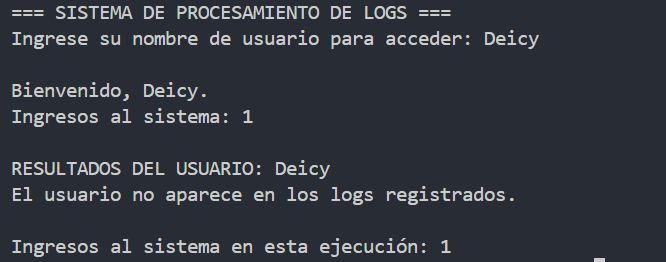 === SISTEMA DE PROCESAMIENTO DE LOGS ===
Ingrese su nombre de usuario para acceder: Deicy
Bienvenido, Deicy.
Ingresos al sistema: 1
RESULTADOS DEL USUARIO: Deicy
El usuario no aparece en los logs registrados.
Ingresos al sistema en esta ejecución: 1